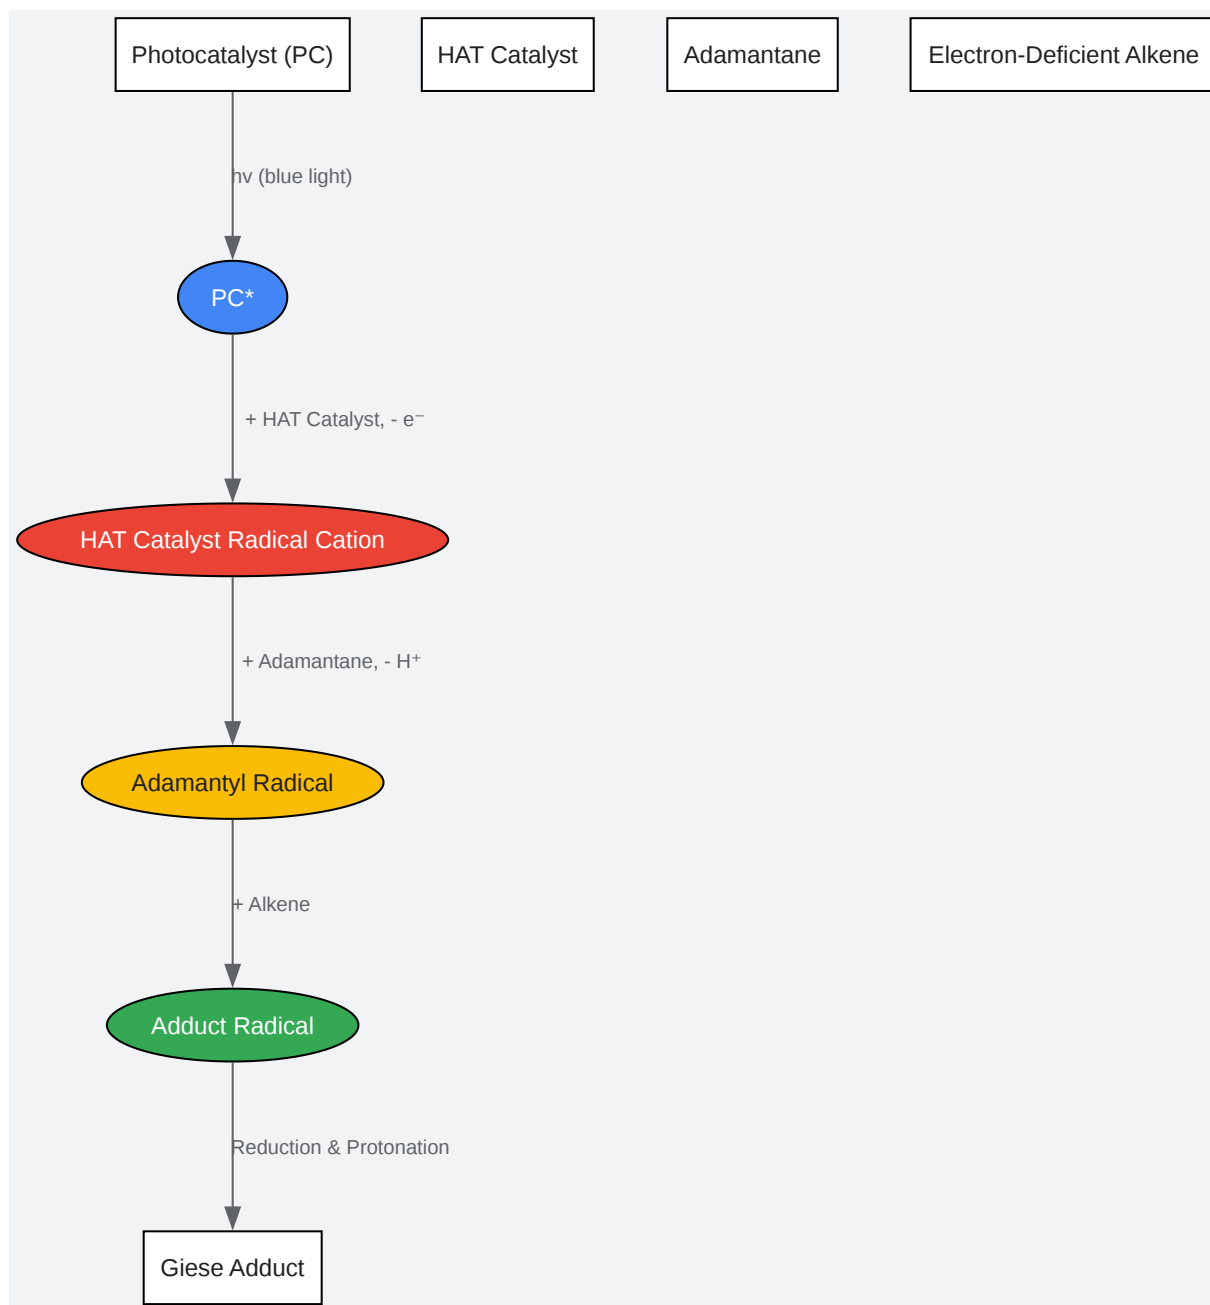 Photocatalyst (PC)
HAT Catalyst
Adamantane
Electron-Deficient Alkene
hv (blue light)
PC*
+ HAT Catalyst, - e⁻
HAT Catalyst Radical Cation
+ Adamantane, - H⁺
Adamantyl Radical
+ Alkene
Adduct Radical
Reduction & Protonation
Giese Adduct